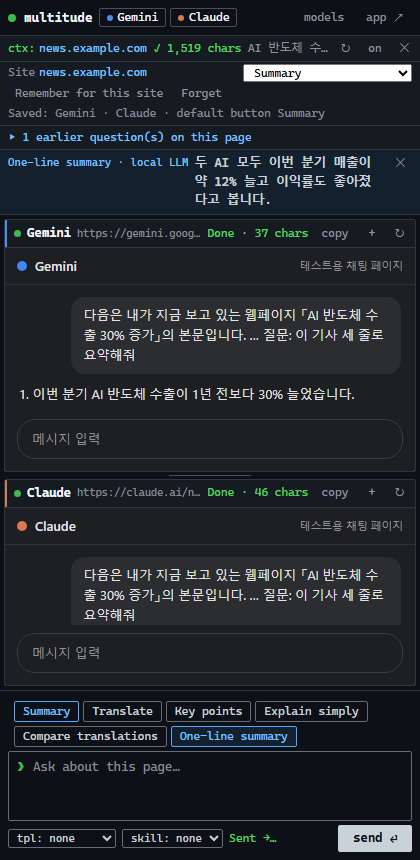 multitude Gemini Claude models app ↗
ctx: news.example.com ✓ 1,519 chars AI 반도체 수… ↻ on ×
Site news.example.com Summary
Remember for this site Forget
Saved: Gemini · Claude · default button Summary
▸ 1 earlier question(s) on this page
One-line summary · local LLM 두 AI 모두 이번 분기 매출이 ×
약 12% 늘고 이익률도 좋아졌
다고 봅니다.
Gemini https://gemini.goog… Done · 37 chars copy + ↻
Gemini 테스트용 채팅 페이지
다음은 내가 지금 보고 있는 웹페이지 「AI 반도체 수
출 30% 증가」의 본문입니다. ... 질문: 이 기사 세 줄로
요약해줘
1. 이번 분기 AI 반도체 수출이 1년 전보다 30% 늘었습니다.
메시지 입력
Claude https://claude.ai/n… Done · 46 chars copy + ↻
Claude 테스트용 채팅 페이지
다음은 내가 지금 보고 있는 웹페이지 「AI 반도체 수
출 30% 증가」의 본문입니다. ... 질문: 이 기사 세 줄로
요약해줘
메시지 입력
Summary Translate Key points Explain simply
Compare translations One-line summary
❯ Ask about this page…
tpl: none skill: none Sent →… send ⏎